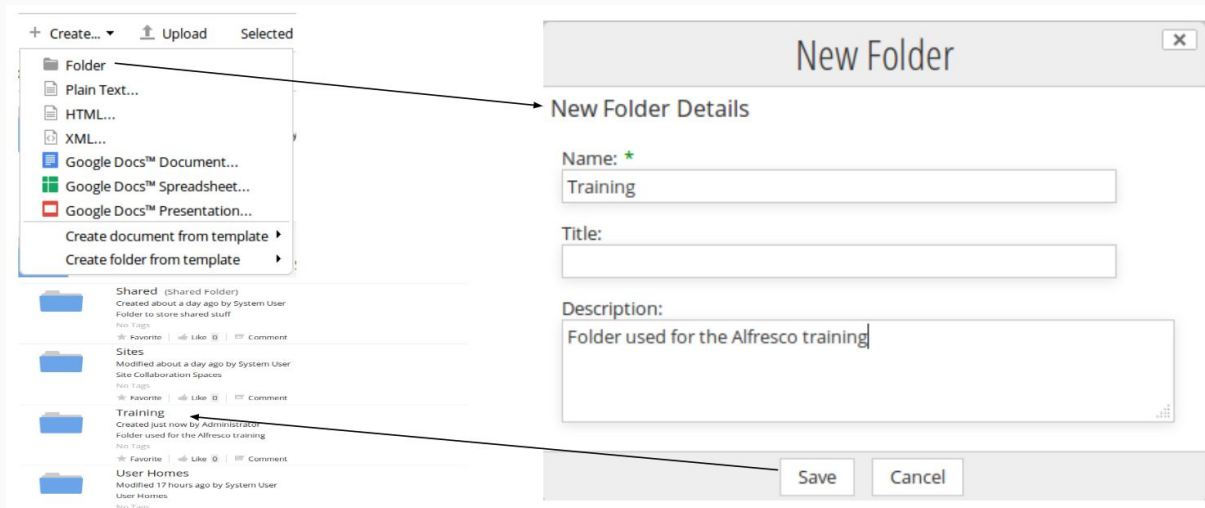 + Create... Upload Selected
Folder
Plain Text...
HTML...
XML...
Google Docs™ Document...
Google Docs™ Spreadsheet...
Google Docs™ Presentation...
Create document from template
Create folder from template
Shared (Shared Folder)
Created about a day ago by System User
Folder to store shared stuff
No Tags
Favorite Like 0 Comment
Sites
Modified about a day ago by System User
Site Collaboration Spaces
No Tags
Favorite Like 0 Comment
Training
Created just now by Administrator
Folder used for the Alfresco training
No Tags
Favorite Like 0 Comment
User Homes
Modified 17 hours ago by System User
User Homes
No Tags
New Folder
New Folder Details
Name: *
Training
Title:
Description:
Folder used for the Alfresco training
Save Cancel